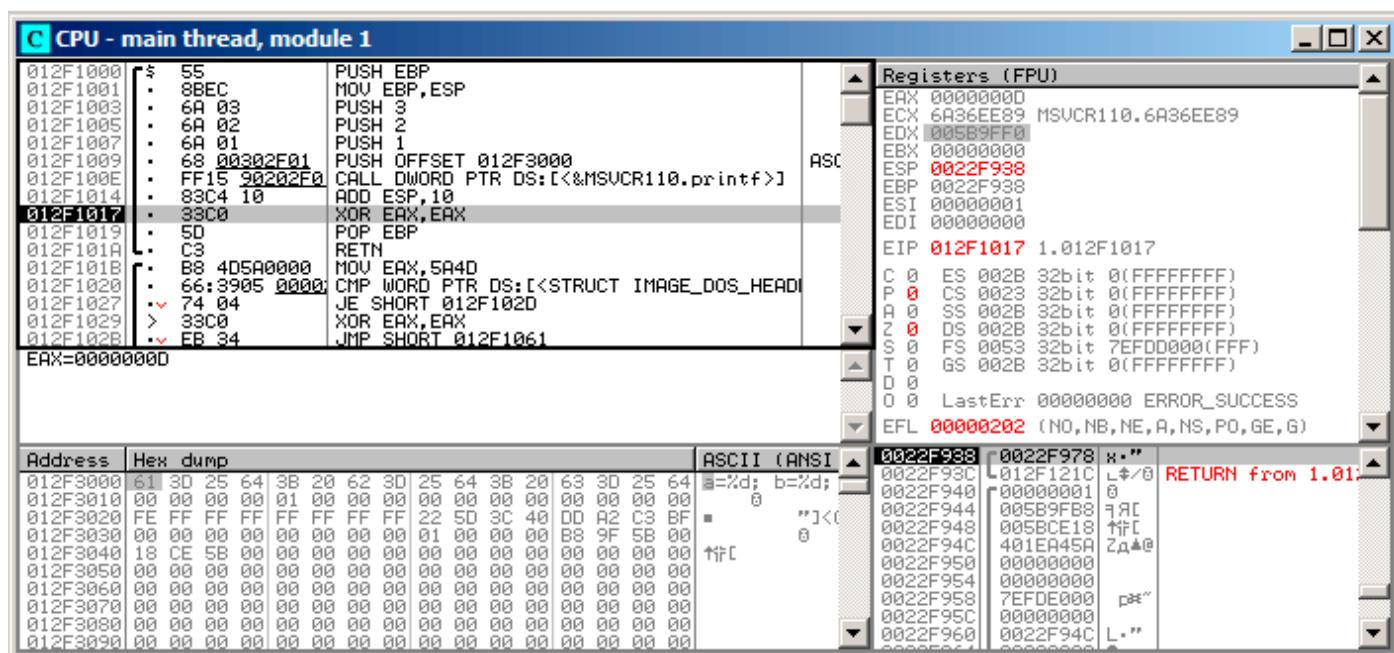 C CPU - main thread, module 1
012F1000 $ 55 PUSH EBP
012F1001 . 8BEC MOV EBP,ESP
012F1003 . 6A 03 PUSH 3
012F1005 . 6A 02 PUSH 2
012F1007 . 6A 01 PUSH 1
012F1009 . 68 00302F01 PUSH OFFSET 012F3000 ASC
012F100E . FF15 90202F0 CALL DWORD PTR DS:[<&MSVCR110.printf>]
012F1014 . 83C4 10 ADD ESP,10
012F1017 . 33C0 XOR EAX,EAX
012F1019 . 5D POP EBP
012F101A . C3 RETN
012F101B . B8 4D5A0000 MOV EAX,5A4D
012F1020 . 66:3905 0000 CMP WORD PTR DS:[<STRUCT IMAGE_DOS_HEAD
012F1027 . 74 04 JE SHORT 012F102D
012F1029 > 33C0 XOR EAX,EAX
012F102B . EB 34 JMP SHORT 012F1061
EAX=0000000D
Registers (FPU)
EAX 0000000D
ECX 6A36EE89 MSVCR110.6A36EE89
EDX 005B9FF0
EBX 00000000
ESP 0022F938
EBP 0022F938
ESI 00000001
EDI 00000000
EIP 012F1017 1.012F1017
C 0 ES 002B 32bit 0(FFFFFFFF)
P 0 CS 0023 32bit 0(FFFFFFFF)
A 0 SS 002B 32bit 0(FFFFFFFF)
Z 0 DS 002B 32bit 0(FFFFFFFF)
S 0 FS 0053 32bit 7EFDD000(FFF)
T 0 GS 002B 32bit 0(FFFFFFFF)
D 0
O 0 LastErr 00000000 ERROR_SUCCESS
EFL 00000202 (NO,NB,NE,A,NS,PO,GE,G)
Address Hex dump ASCII (ANSI
012F3000 61 3D 25 64 3B 20 62 3D 25 64 3B 20 63 3D 25 64 a=%d; b=%d;
012F3010 00 00 00 00 01 00 00 00 00 00 00 00 00 00 00 00
012F3020 FE FF FF FF FF FF FF FF 22 5D 3C 40 DD A2 C3 BF "]<
012F3030 00 00 00 00 00 00 00 00 01 00 00 00 B8 9F 5B 00
012F3040 18 CE 5B 00 00 00 00 00 00 00 00 00 00 00 00 00
012F3050 00 00 00 00 00 00 00 00 00 00 00 00 00 00 00 00
012F3060 00 00 00 00 00 00 00 00 00 00 00 00 00 00 00 00
012F3070 00 00 00 00 00 00 00 00 00 00 00 00 00 00 00 00
012F3080 00 00 00 00 00 00 00 00 00 00 00 00 00 00 00 00
012F3090 00 00 00 00 00 00 00 00 00 00 00 00 00 00 00 00
0022F938 0022F978 x•"
0022F93C 012F121C RETURN from 1.01
0022F940 00000001
0022F944 005B9FB8 ¬Я[
0022F948 005BCE18
0022F94C 401EA45A Zд▲@
0022F950 00000000
0022F954 00000000
0022F958 7EFDE000
0022F95C 00000000
0022F960 0022F94C L•"